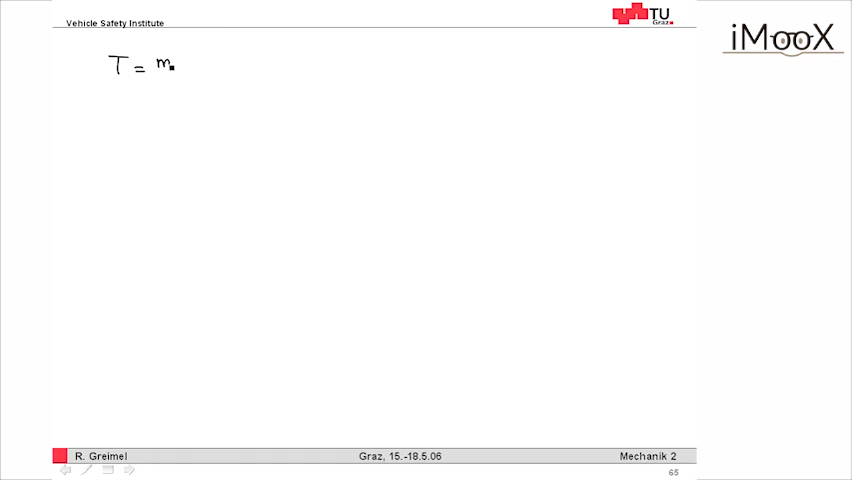 Vehicle Safety Institute
TU
Graz
iMooX
T = m
R. Greimel
Graz, 15.-18.5.06
Mechanik 2
65